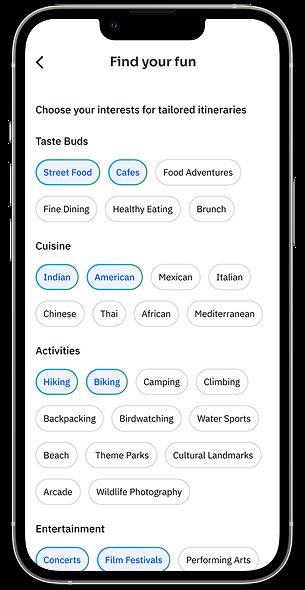 Find your fun
Choose your interests for tailored itineraries
Taste Buds
Street Food Cafes Food Adventures
Fine Dining Healthy Eating Brunch
Cuisine
Indian American Mexican Italian
Chinese Thai African Mediterranean
Activities
Hiking Biking Camping Climbing
Backpacking Birdwatching Water Sports
Beach Theme Parks Cultural Landmarks
Arcade Wildlife Photography
Entertainment
Concerts Film Festivals Performing Arts